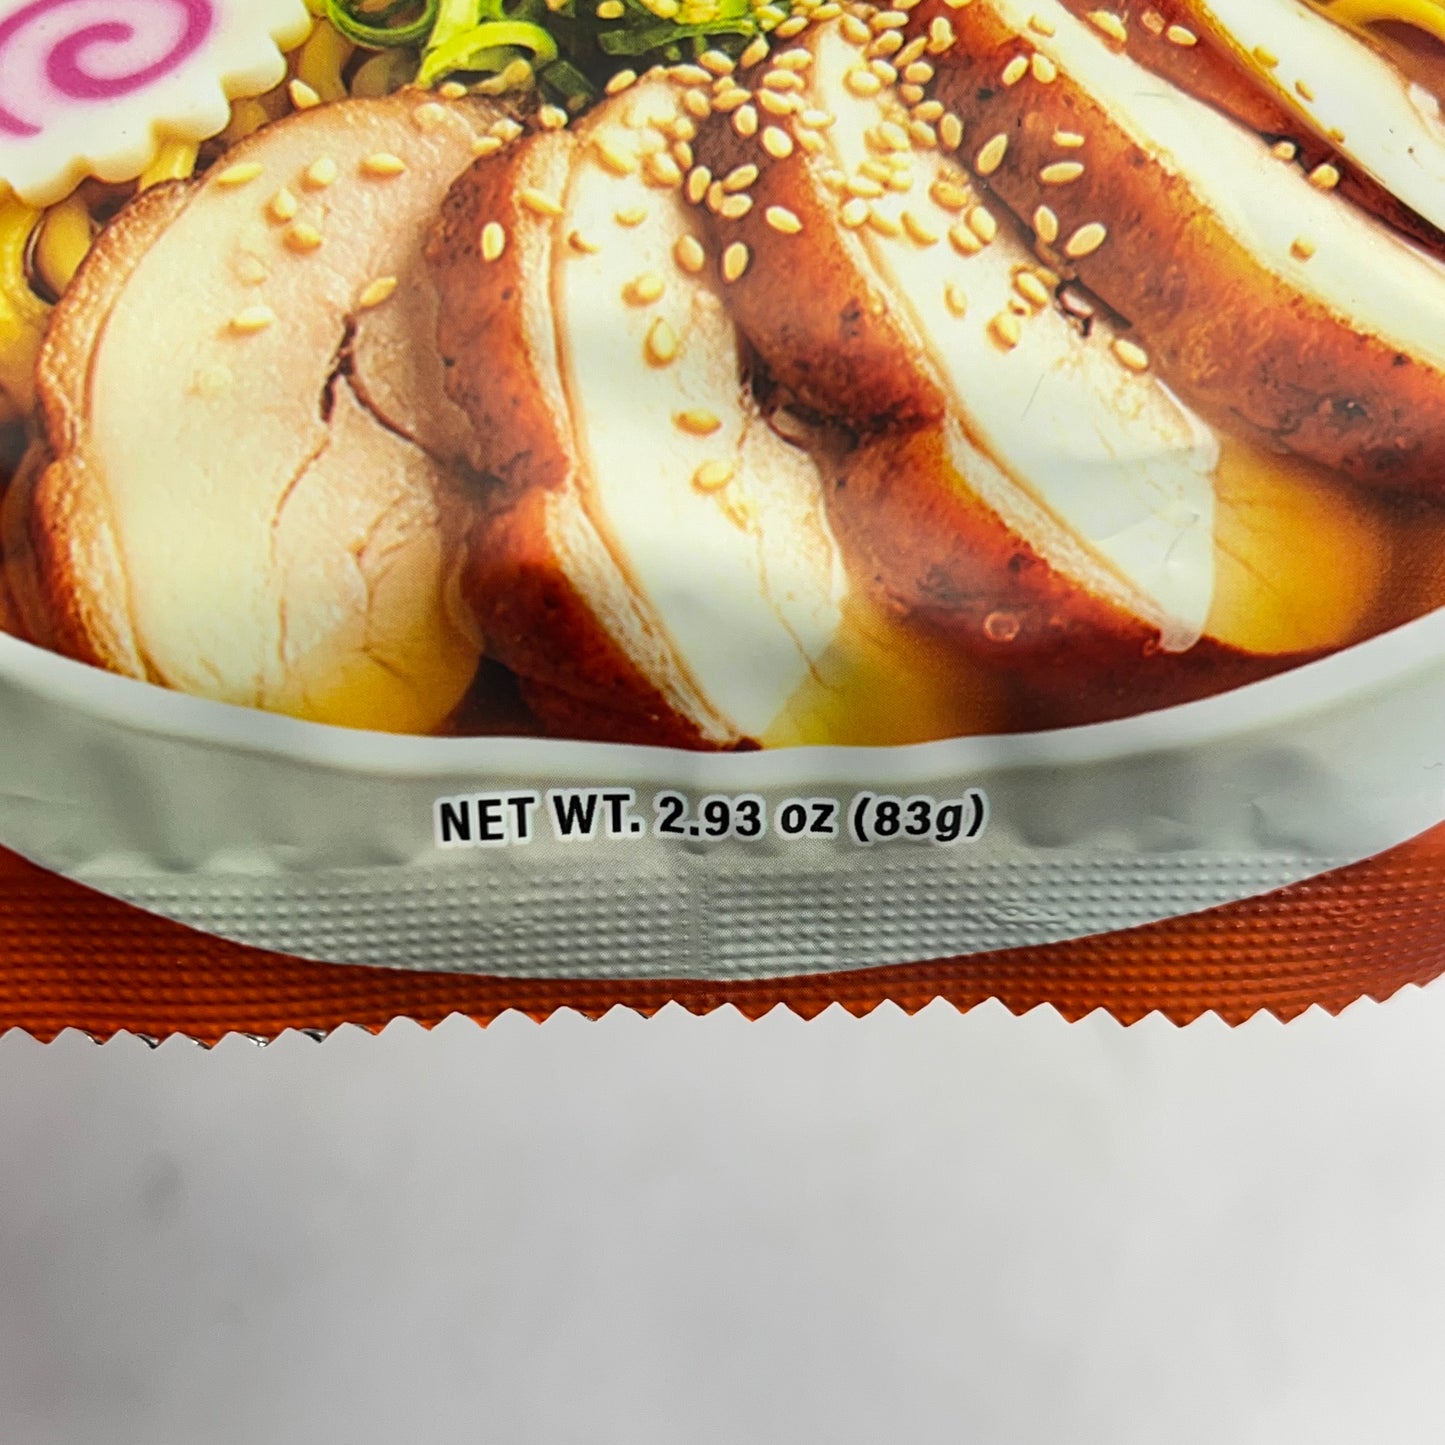 NET WT. 2.93 oz (83g)